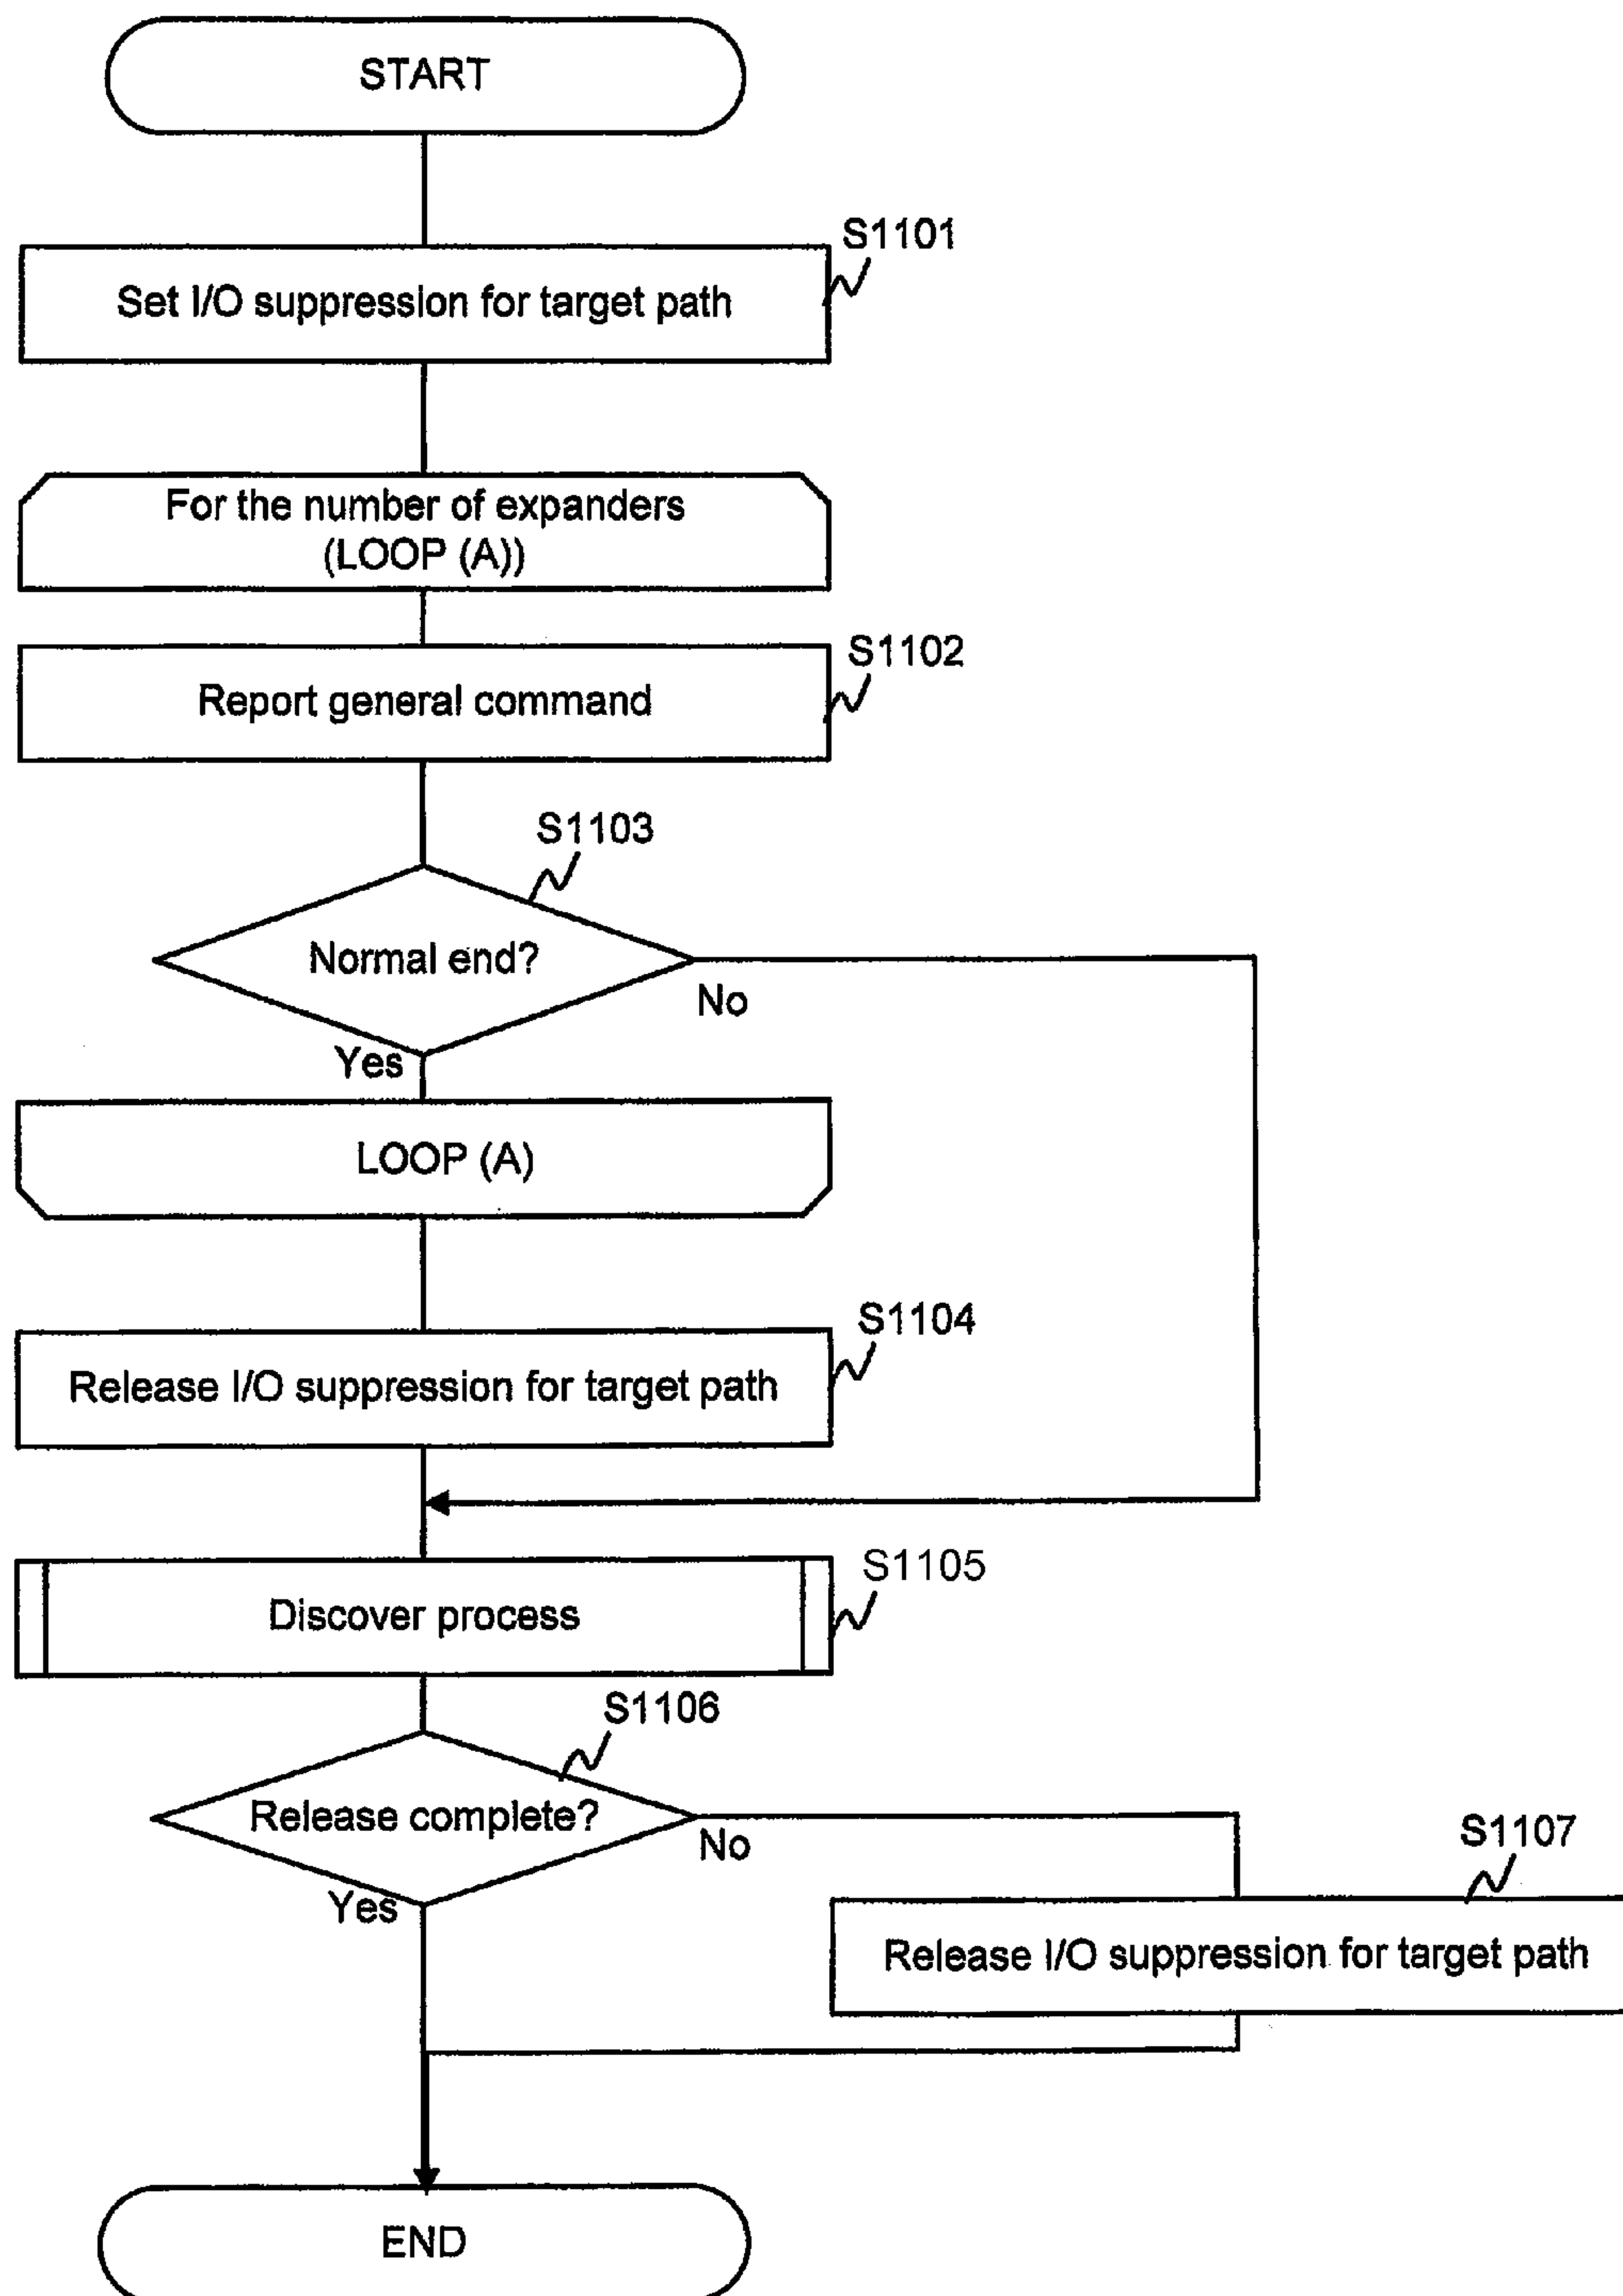 START
S1101
Set I/O suppression for target path
For the number of expanders
(LOOP (A))
S1102
Report general command
S1103
Normal end?
No
Yes
LOOP (A)
S1104
Release I/O suppression for target path
S1105
Discover process
S1106
Release complete?
No
Yes
S1107
Release I/O suppression for target path
END